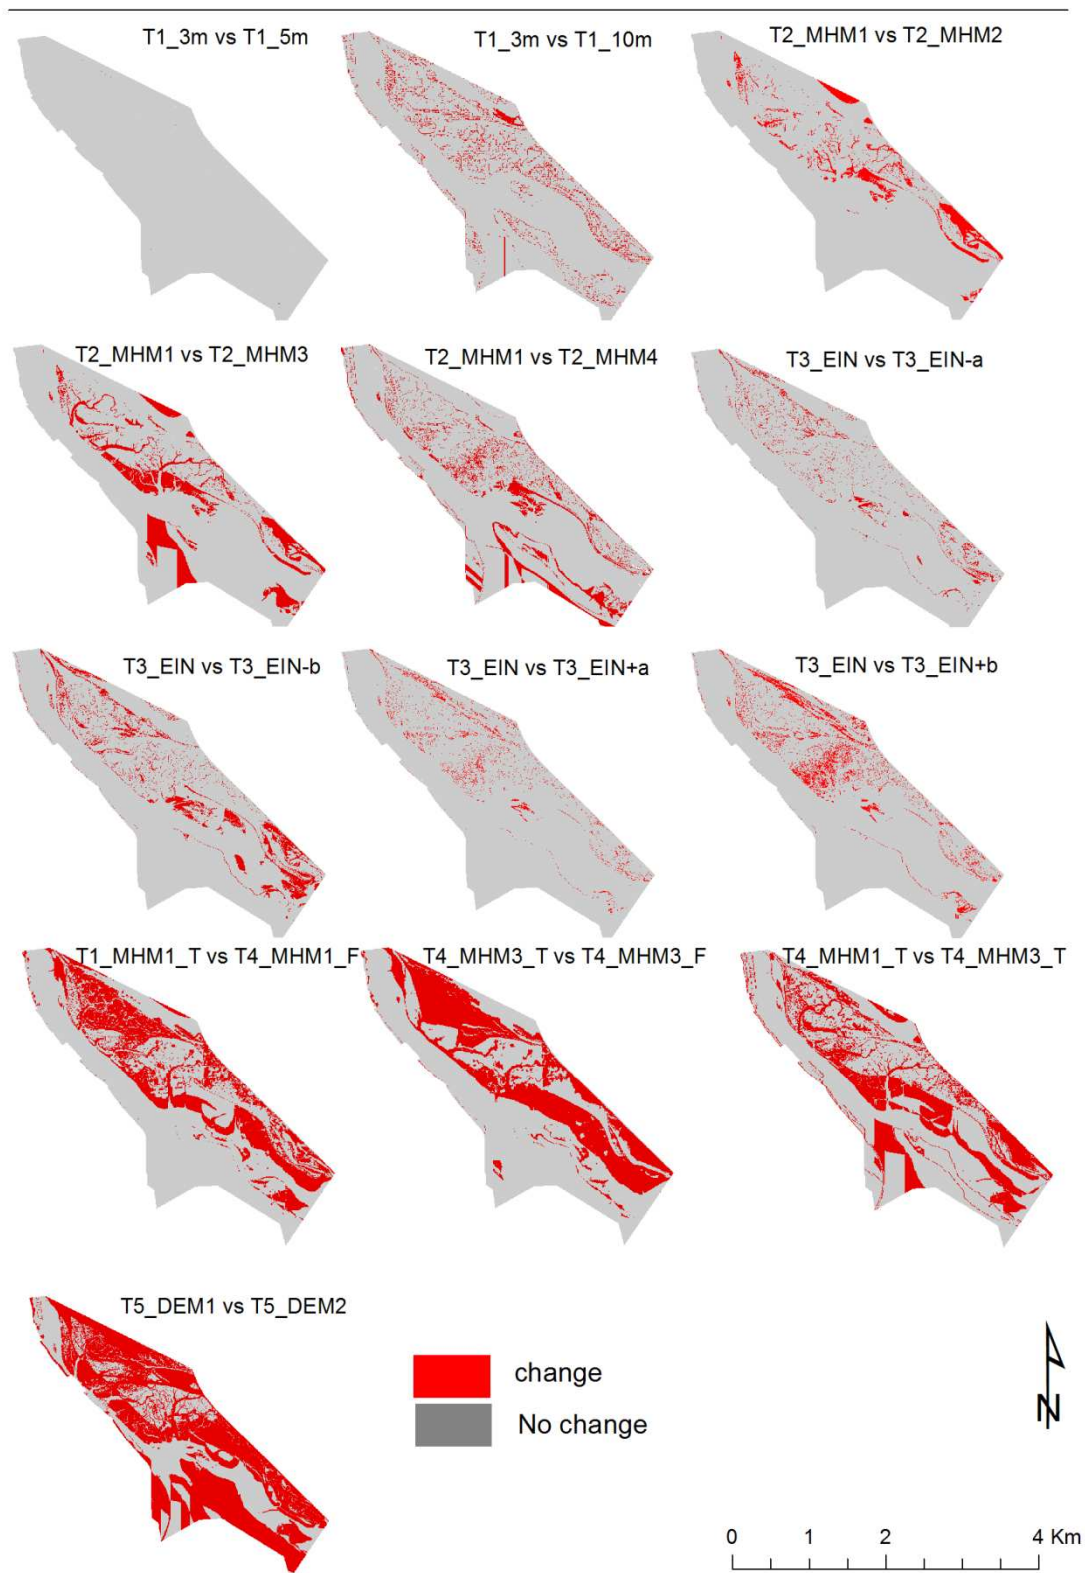 T1_3m vs T1_5m
T1_3m vs T1_10m
T2_MHM1 vs T2_MHM2
T2_MHM1 vs T2_MHM3
T2_MHM1 vs T2_MHM4
T3_EIN vs T3_EIN-a
T3_EIN vs T3_EIN-b
T3_EIN vs T3_EIN+a
T3_EIN vs T3_EIN+b
T1_MHM1_T vs T4_MHM1_F
T4_MHM3_T vs T4_MHM3_F
T4_MHM1_T vs T4_MHM3_T
T5_DEM1 vs T5_DEM2
change
No change
N
0 1 2 4 Km